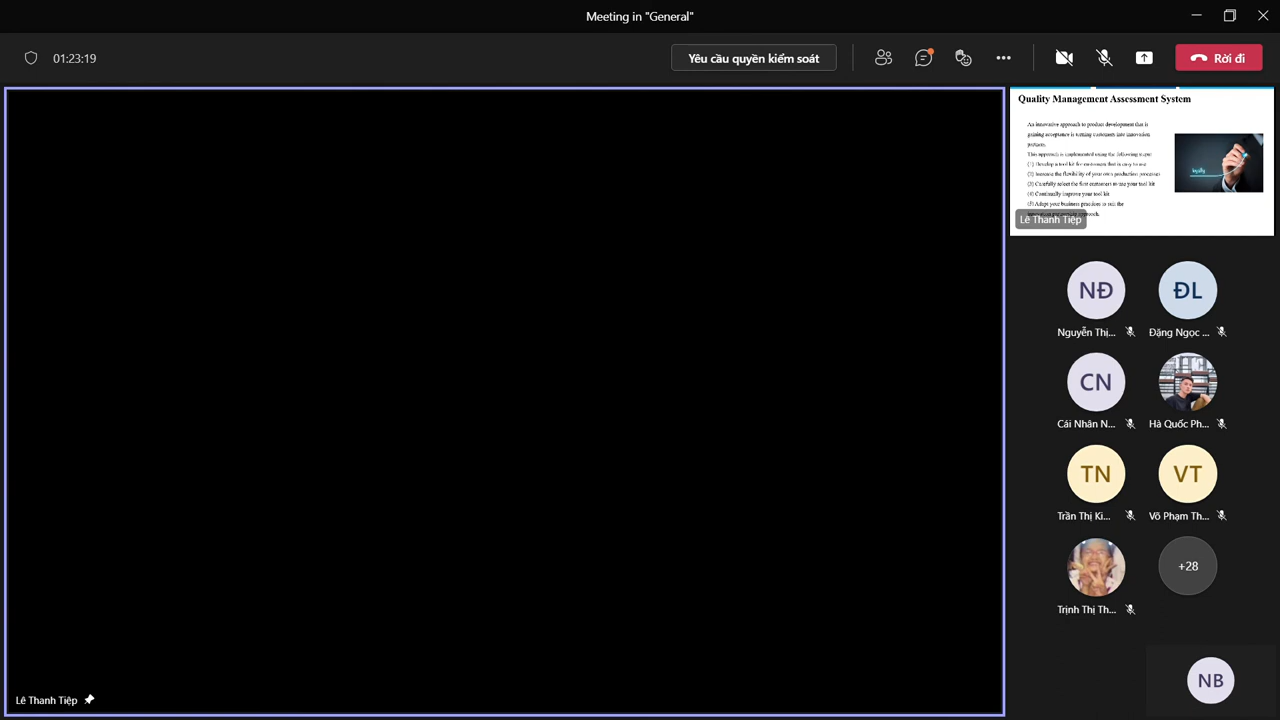 Meeting in "General"
01:23:19
Yêu cầu quyền kiểm soát
Rời đi
Quality Management Assessment System
An innovative approach to product development that is
gaining acceptance is turning customers into innovation
partners.
This approach is implemented using the following steps:
(1) Develop a tool kit for customers that is easy to use
(2) Increase the flexibility of your own production processes
(3) Carefully select the first customers to use your tool kit
(4) Continually improve your tool kit
(5) Adapt your business practices to suit the
approach.
loyalty
Lê Thanh Tiệp
NĐ
ĐL
Nguyễn Thị...
Đặng Ngọc ...
CN
Cái Nhân N...
Hà Quốc Ph...
TN
VT
Trần Thị Ki...
Võ Phạm Th...
+28
Trịnh Thị Th...
NB
Lê Thanh Tiệp